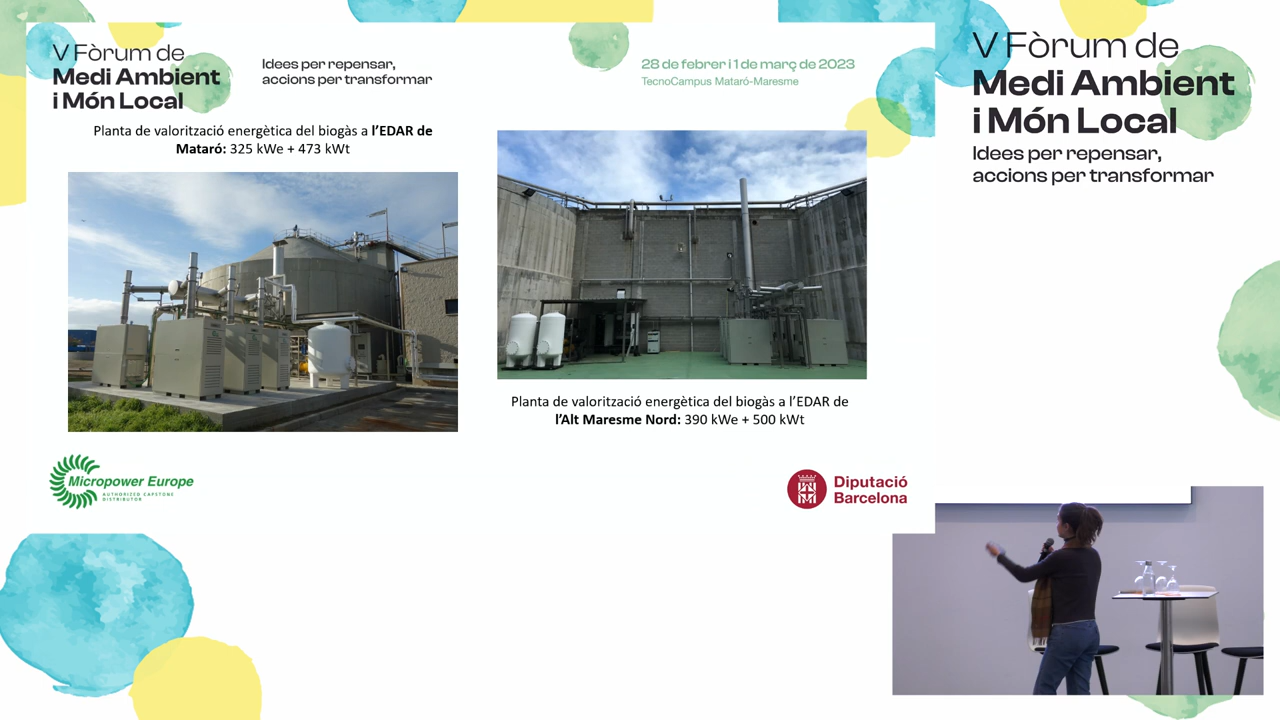 V Fòrum de
Medi Ambient
i Món Local
Idees per repensar,
accions per transformar
28 de febrer i 1 de març de 2023
TecnoCampus Mataró-Maresme
Planta de valorització energètica del biogàs a l'EDAR de
Mataró: 325 kWe + 473 kWt
Planta de valorització energètica del biogàs a l'EDAR de
l'Alt Maresme Nord: 390 kWe + 500 kWt
Micropower Europe
AUTHORIZED CAPSTONE
DISTRIBUTOR
Diputació
Barcelona
V Fòrum de
Medi Ambient
i Món Local
Idees per repensar,
accions per transformar